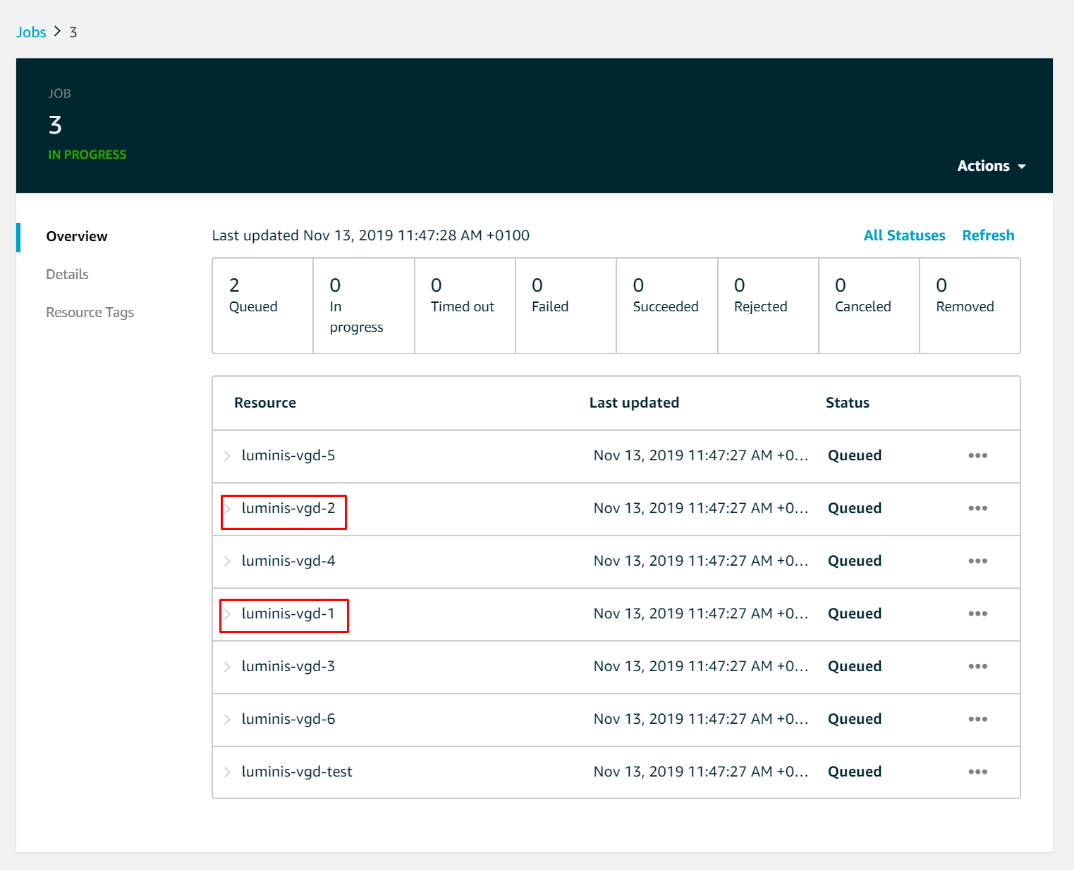 Jobs > 3
JOB
3
IN PROGRESS
Actions
Overview
Details
Resource Tags
Last updated Nov 13, 2019 11:47:28 AM +0100
All Statuses Refresh
2 0 0 0 0 0 0 0
Queued In progress Timed out Failed Succeeded Rejected Canceled Removed
Resource Last updated Status
luminis-vgd-5 Nov 13, 2019 11:47:27 AM +0... Queued
luminis-vgd-2 Nov 13, 2019 11:47:27 AM +0... Queued
luminis-vgd-4 Nov 13, 2019 11:47:27 AM +0... Queued
luminis-vgd-1 Nov 13, 2019 11:47:27 AM +0... Queued
luminis-vgd-3 Nov 13, 2019 11:47:27 AM +0... Queued
luminis-vgd-6 Nov 13, 2019 11:47:27 AM +0... Queued
luminis-vgd-test Nov 13, 2019 11:47:27 AM +0... Queued